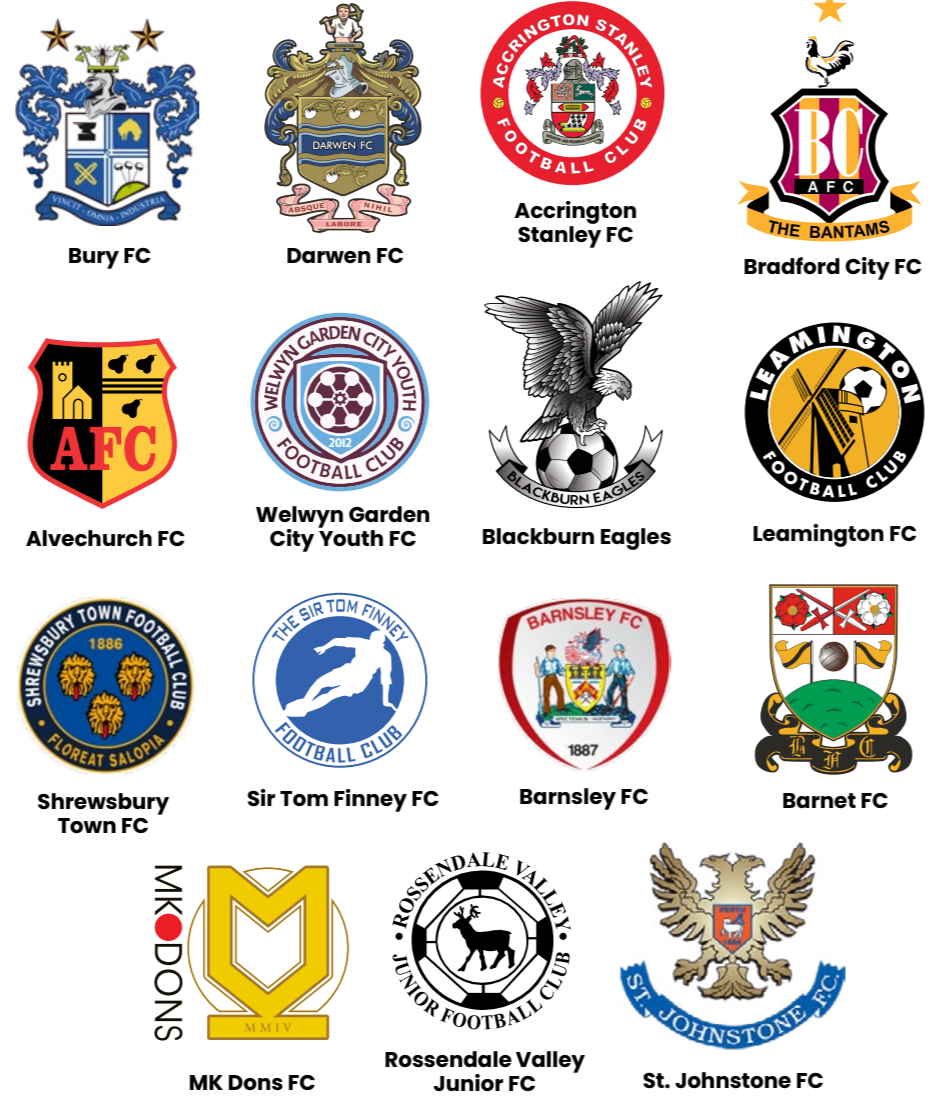 VINCIT · OMNIA · INDUSTRIA
Bury FC
DARWEN FC
ABSQUE NIHIL
LABORE
Darwen FC
ACCRINGTON STANLEY
FOOTBALL CLUB
Accrington
Stanley FC
BC
AFC
THE BANTAMS
Bradford City FC
AFC
Alvechurch FC
WELWYN GARDEN CITY YOUTH
2012
FOOTBALL CLUB
Welwyn Garden
City Youth FC
BLACKBURN EAGLES
Blackburn Eagles
LEAMINGTON
FOOTBALL CLUB
Leamington FC
SHREWSBURY TOWN FOOTBALL CLUB
1886
• FLOREAT SALOPIA •
Shrewsbury
Town FC
THE SIR TOM FINNEY
FOOTBALL CLUB
Sir Tom Finney FC
BARNSLEY FC
1887
Barnsley FC
B F C
Barnet FC
MK DONS
MMIV
MK Dons FC
• ROSSENDALE VALLEY •
JUNIOR FOOTBALL CLUB
Rossendale Valley
Junior FC
PERTH
1884
ST. JOHNSTONE F.C.
St. Johnstone FC